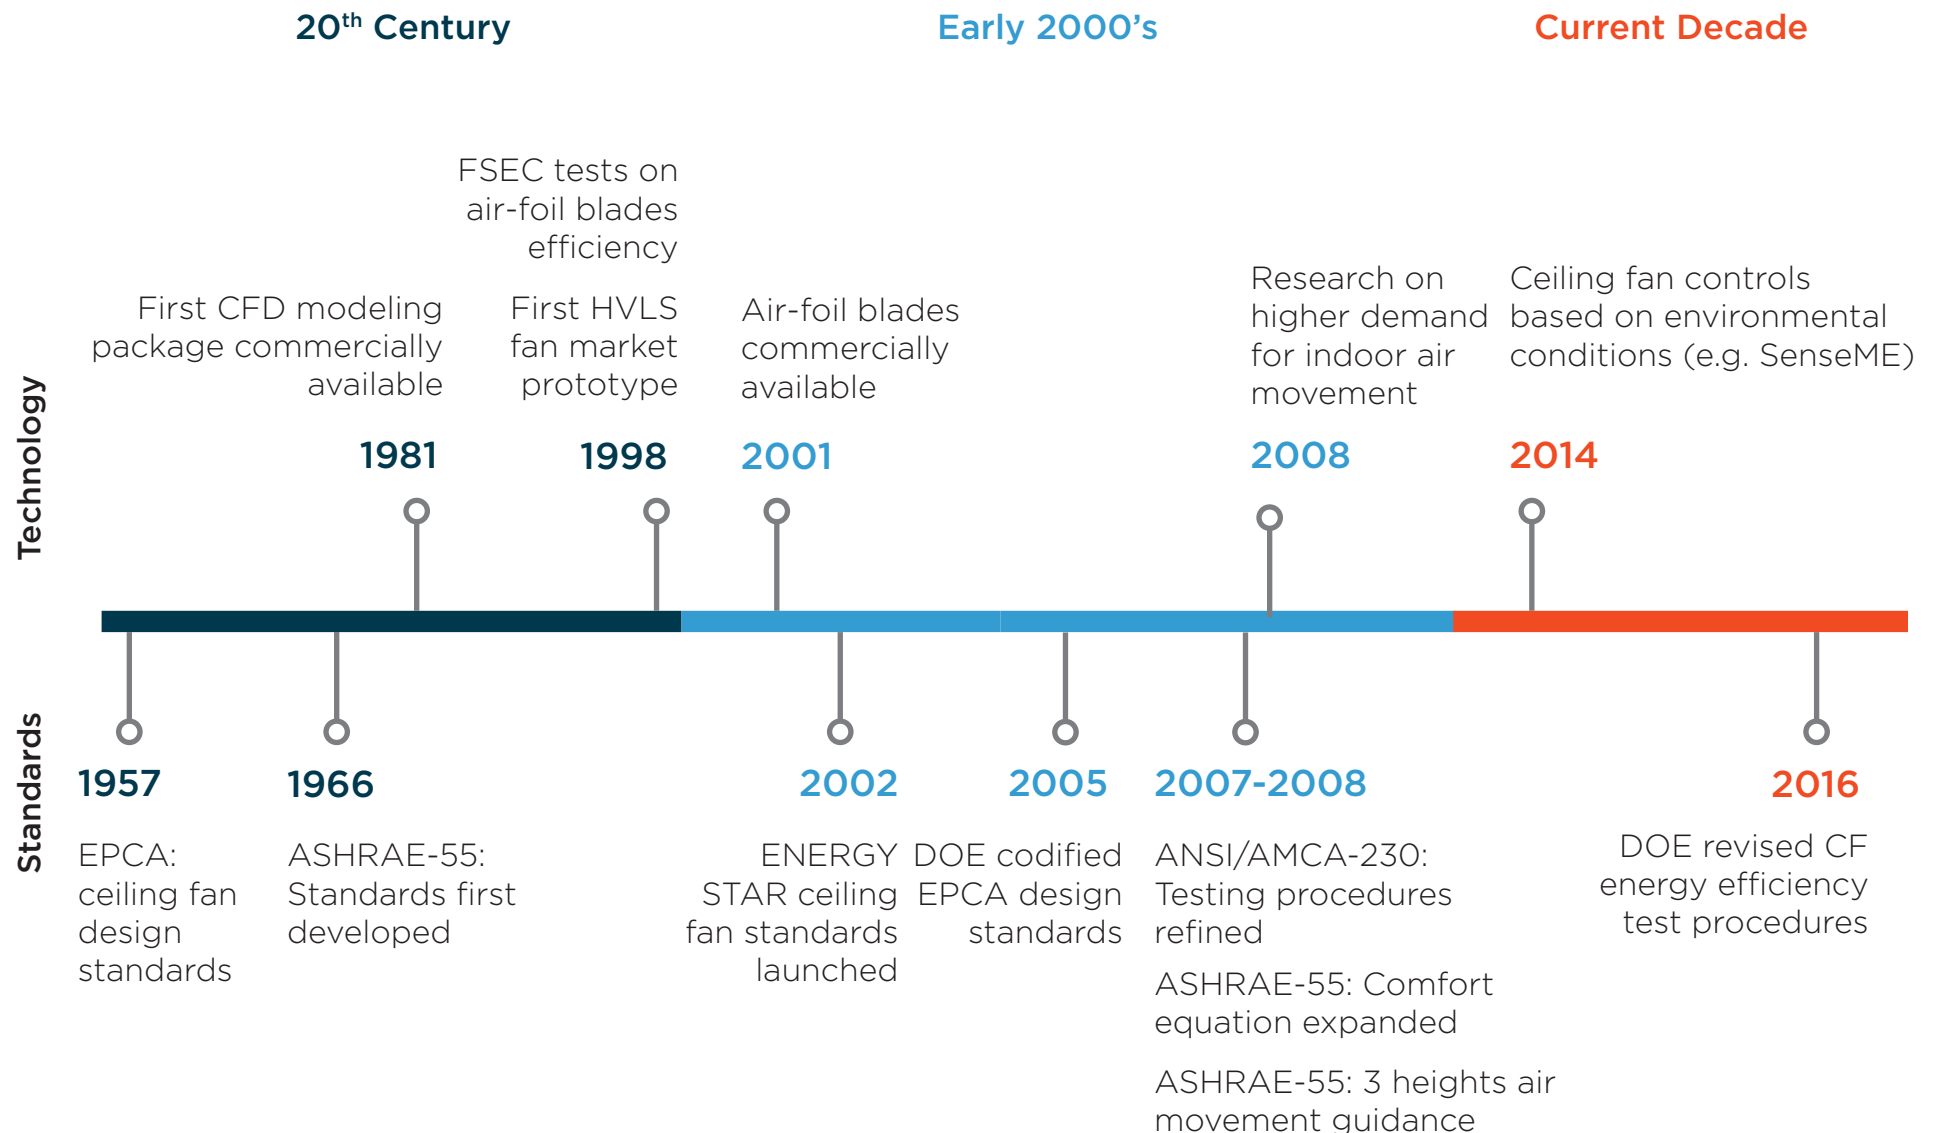 20th Century
Early 2000's
Current Decade
Technology
FSEC tests on
air-foil blades
efficiency
First CFD modeling
package commercially
available
1981
First HVLS
fan market
prototype
1998
Air-foil blades
commercially
available
2001
Research on
higher demand
for indoor air
movement
2008
Ceiling fan controls
based on environmental
conditions (e.g. SenseME)
2014
Standards
1957
EPCA:
ceiling fan
design
standards
1966
ASHRAE-55:
Standards first
developed
2002
ENERGY
STAR ceiling
fan standards
launched
2005
DOE codified
EPCA design
standards
2007-2008
ANSI/AMCA-230:
Testing procedures
refined
ASHRAE-55: Comfort
equation expanded
ASHRAE-55: 3 heights air
movement guidance
2016
DOE revised CF
energy efficiency
test procedures